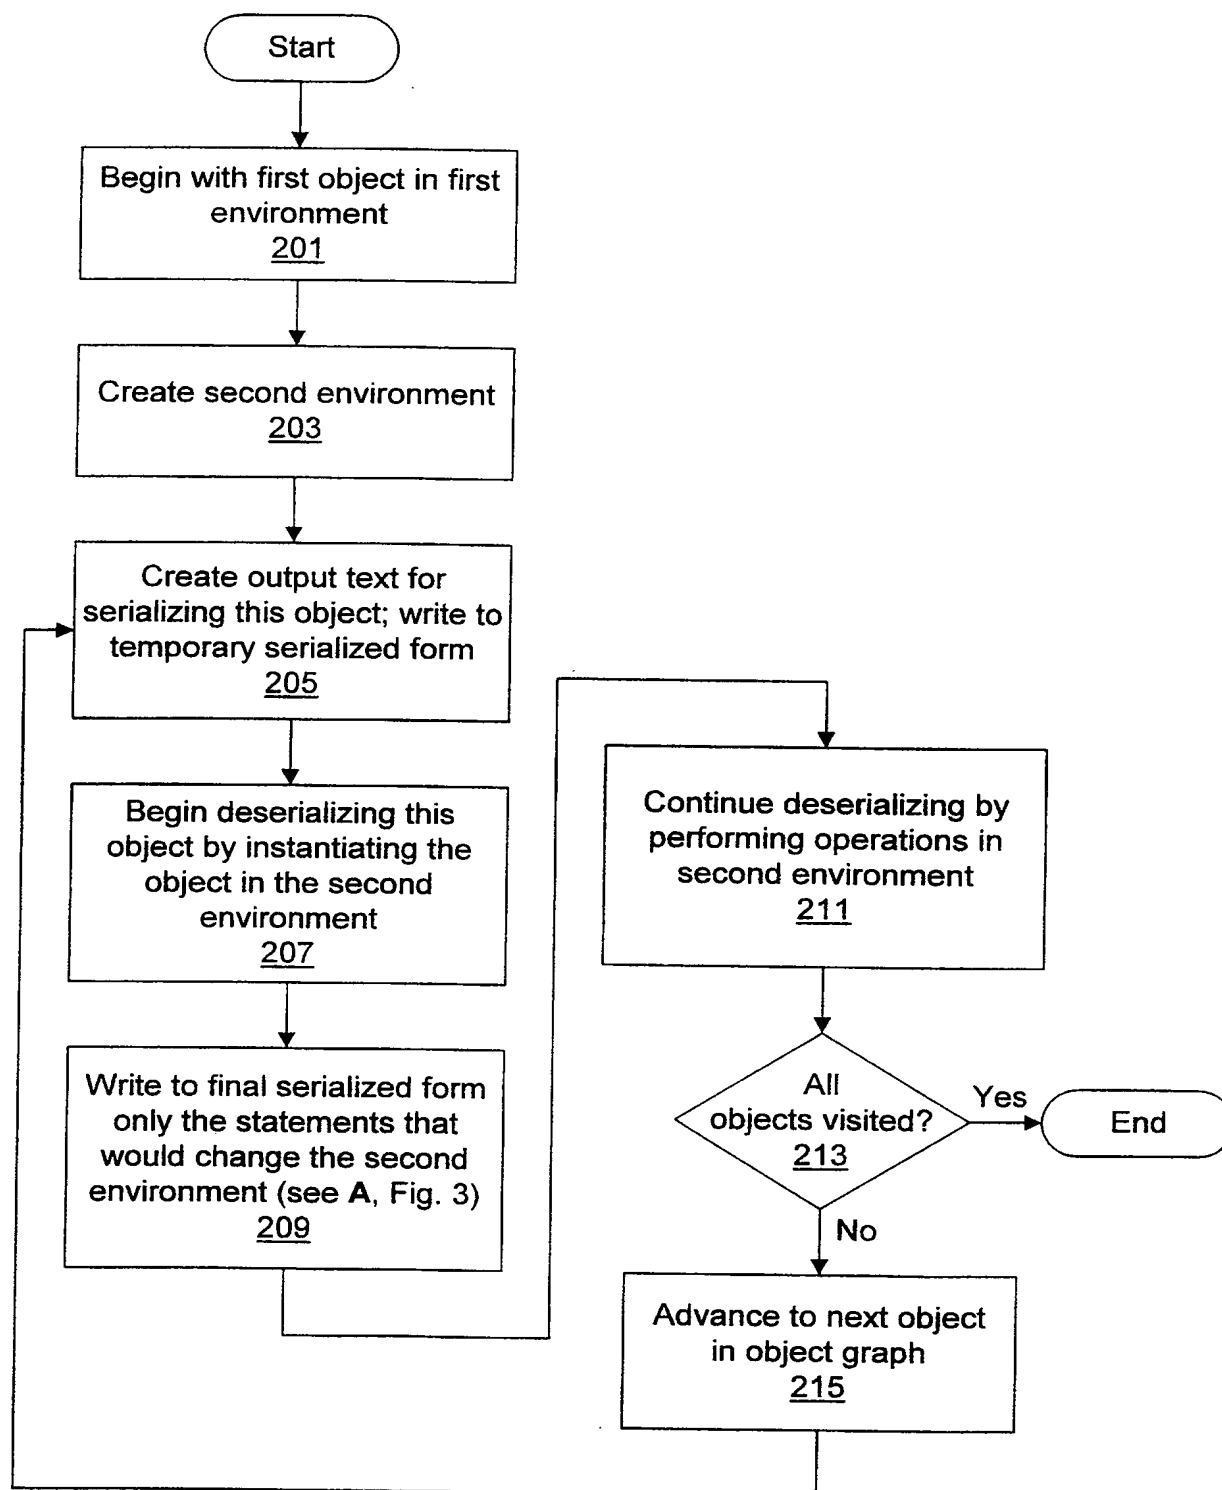 Start
Begin with first object in first
environment
201
Create second environment
203
Create output text for
serializing this object; write to
temporary serialized form
205
Begin deserializing this
object by instantiating the
object in the second
environment
207
Write to final serialized form
only the statements that
would change the second
environment (see A, Fig. 3)
209
Continue deserializing by
performing operations in
second environment
211
All
objects visited?
213
Yes
End
No
Advance to next object
in object graph
215